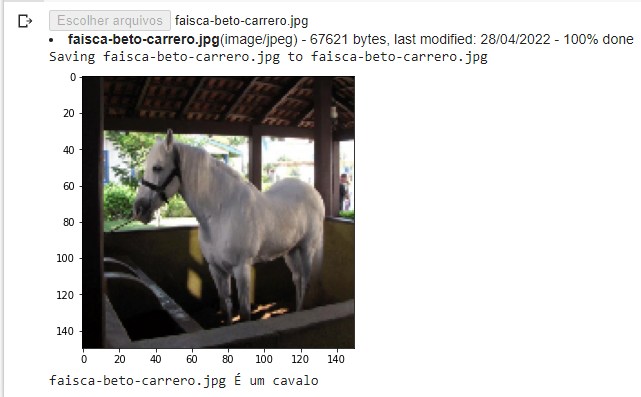 Escolher arquivos faisca-beto-carrero.jpg
• faisca-beto-carrero.jpg(image/jpeg) - 67621 bytes, last modified: 28/04/2022 - 100% done
Saving faisca-beto-carrero.jpg to faisca-beto-carrero.jpg
0
20
40
60
80
100
120
140
0 20 40 60 80 100 120 140
faisca-beto-carrero.jpg É um cavalo